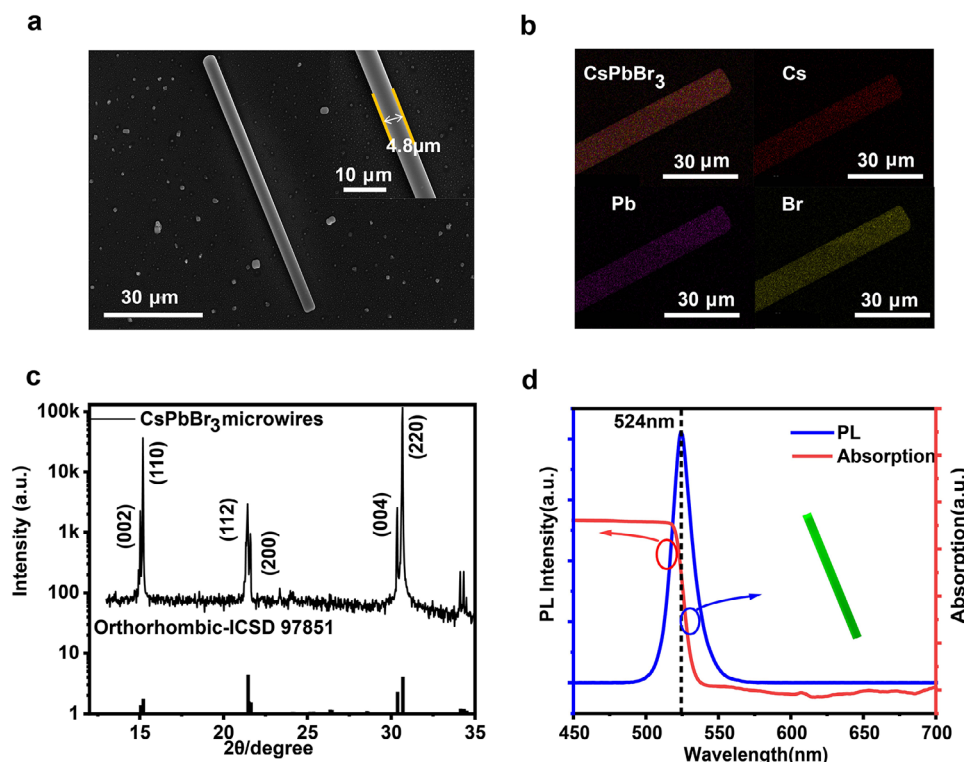 a
4.8μm
10 μm
30 μm
b
CsPbBr3
Cs
30 μm
30 μm
Pb
Br
30 μm
30 μm
c
100k
10k
1k
100
10
1
Intensity (a.u.)
CsPbBr3 microwires
(002)
(110)
(112)
(200)
(004)
(220)
Orthorhombic-ICSD 97851
15 20 25 30 35
2θ/degree
d
524nm
PL
Absorption
PL Intensity(a.u.)
Absorption(a.u.)
450 500 550 600 650 700
Wavelength(nm)